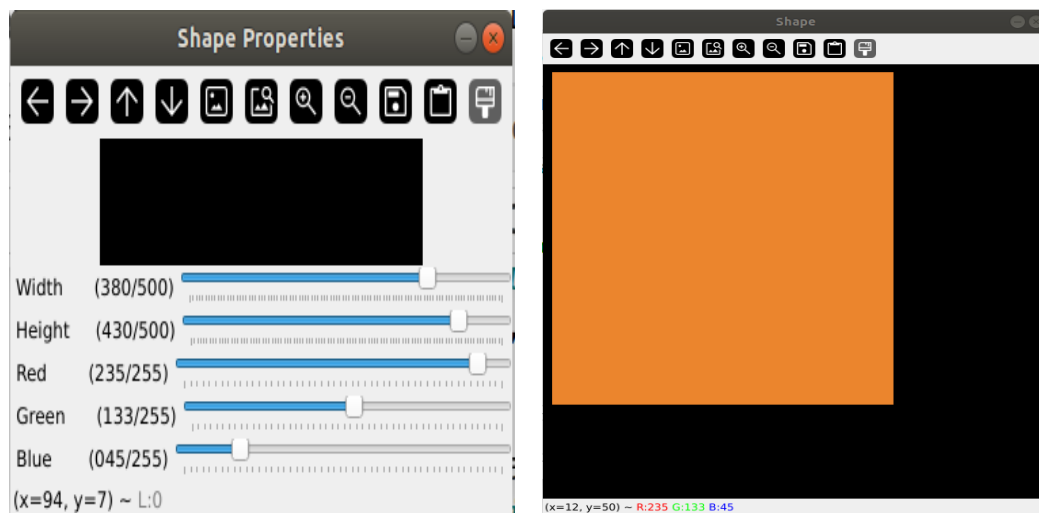 Shape Properties
Width (380/500)
Height (430/500)
Red (235/255)
Green (133/255)
Blue (045/255)
(x=94, y=7) ~ L:0
Shape
(x=12, y=50) ~ R:235 G:133 B:45